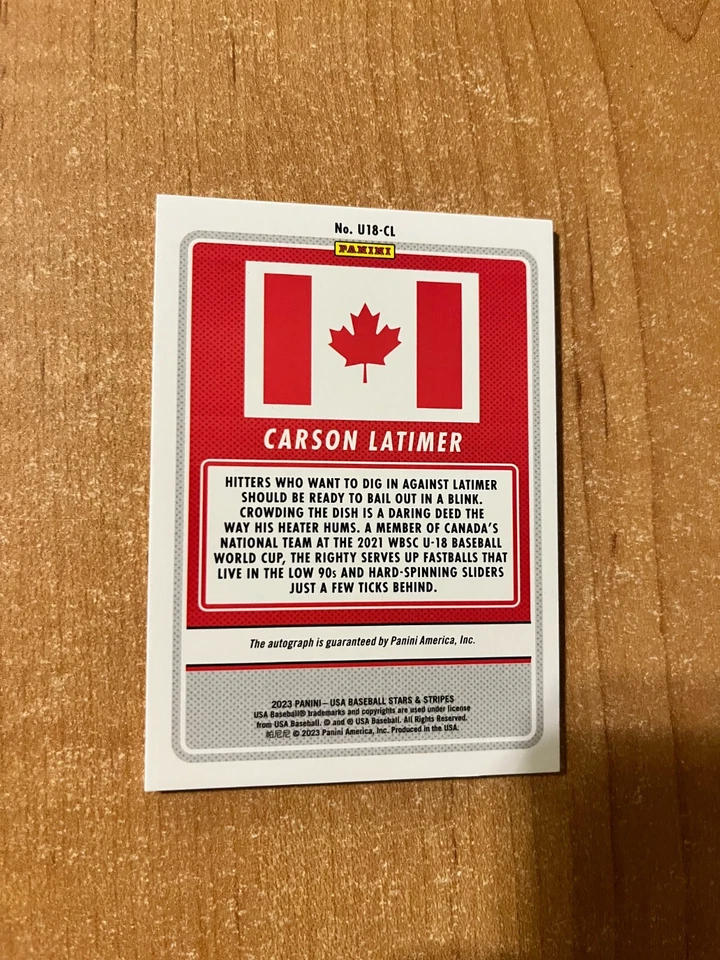 No. U18-CL
PANINI
CARSON LATIMER
HITTERS WHO WANT TO DIG IN AGAINST LATIMER
SHOULD BE READY TO BAIL OUT IN A BLINK.
CROWDING THE DISH IS A DARING DEED THE
WAY HIS HEATER HUMS. A MEMBER OF CANADA'S
NATIONAL TEAM AT THE 2021 WBSC U-18 BASEBALL
WORLD CUP, THE RIGHTY SERVES UP FASTBALLS THAT
LIVE IN THE LOW 90s AND HARD-SPINNING SLIDERS
JUST A FEW TICKS BEHIND.
The autograph is guaranteed by Panini America, Inc.
2023 PANINI – USA BASEBALL STARS & STRIPES
USA Baseball® trademarks and copyrights are used under license
from USA Baseball. © and ® USA Baseball. All Rights Reserved.
帕尼尼 © 2023 Panini America, Inc. Produced in the USA.